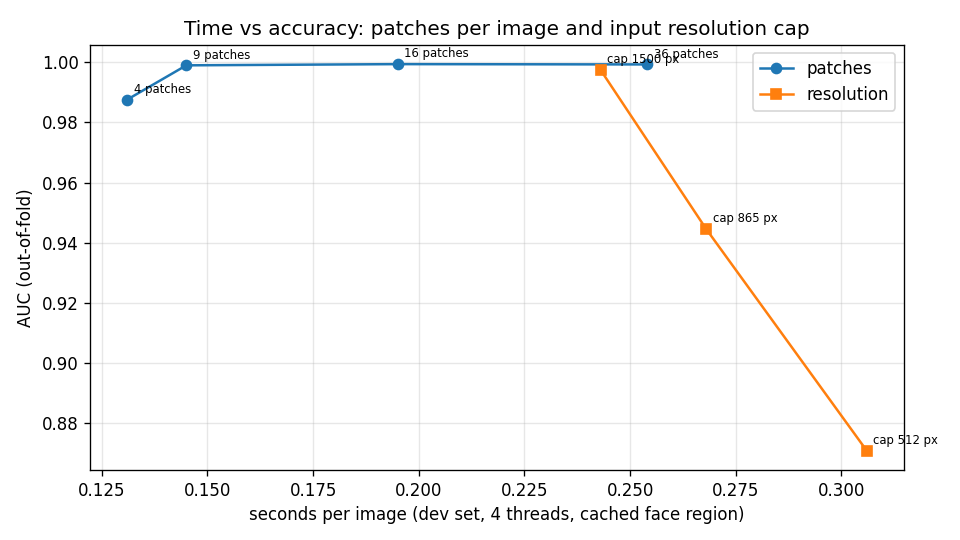 Time vs accuracy: patches per image and input resolution cap
4 patches
9 patches
16 patches
36 patches
cap 1500 px
cap 865 px
cap 512 px
patches
resolution
1.00
0.98
0.96
0.94
0.92
0.90
0.88
AUC (out-of-fold)
0.125
0.150
0.175
0.200
0.225
0.250
0.275
0.300
seconds per image (dev set, 4 threads, cached face region)